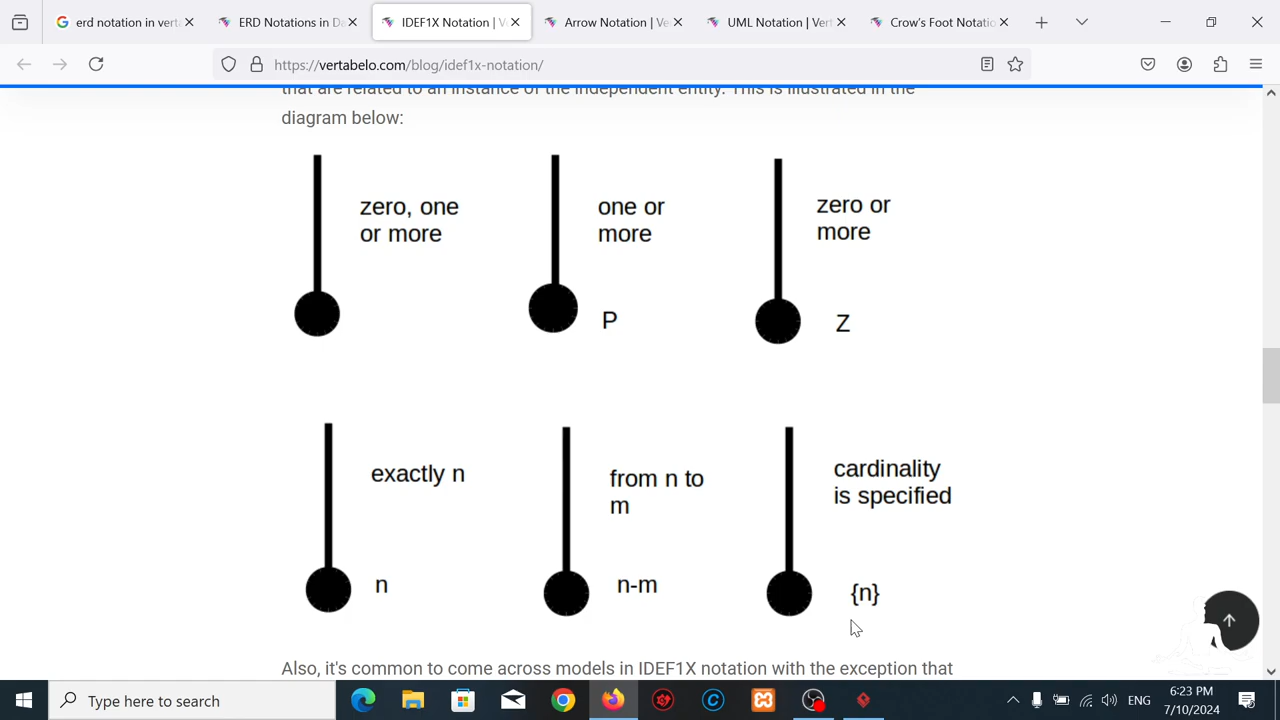 erd notation in vert
ERD Notations in Da
IDEF1X Notation | V
Arrow Notation | Ve
UML Notation | Vert
Crow's Foot Notatio
https://vertabelo.com/blog/idef1x-notation/
that are related to an instance of the independent entity. This is illustrated in the
diagram below:
zero, one
or more
one or
more
P
zero or
more
Z
exactly n
n
from n to
m
n-m
cardinality
is specified
{n}
Also, it's common to come across models in IDEF1X notation with the exception that
Type here to search
ENG
6:23 PM
7/10/2024